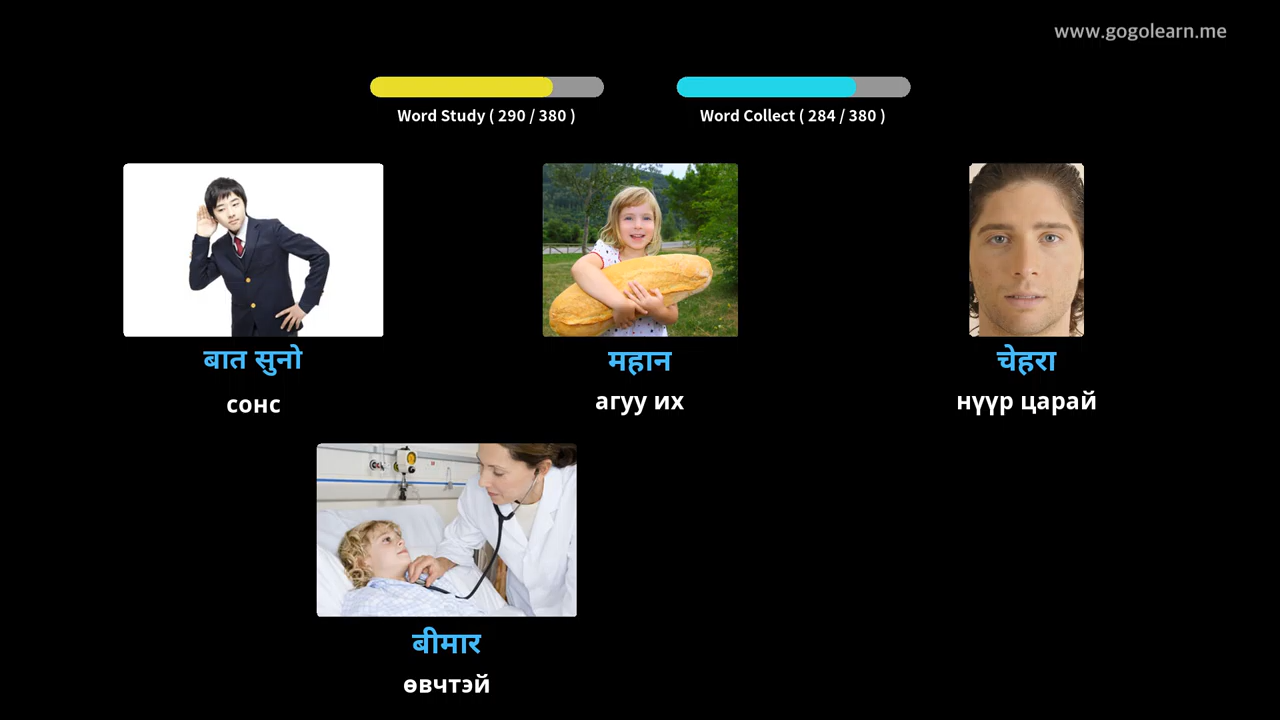 www.gogolearn.me
Word Study ( 290 / 380 )
Word Collect ( 284 / 380 )
बात सुनो
сонс
महान
агуу их
चेहरा
нүүр царай
बीमार
өвчтэй